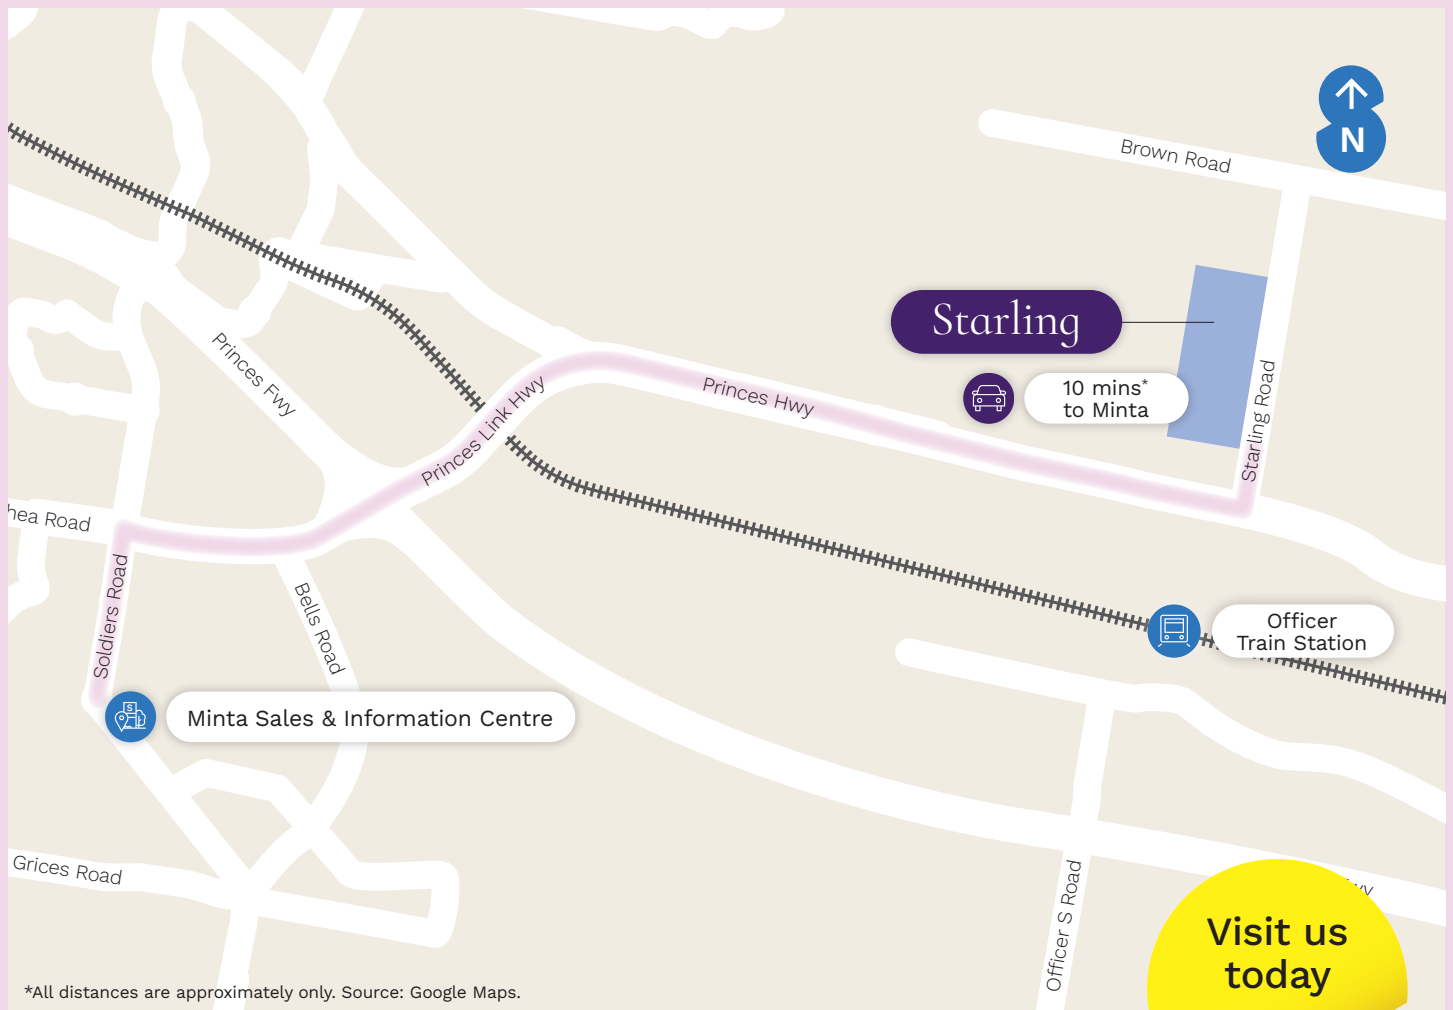 N
Brown Road
Starling
10 mins*
to Minta
Starling Road
Princes Hwy
Princes Link Hwy
Princes Fwy
Road
Soldiers Road
Bells Road
Officer
Train Station
Minta Sales & Information Centre
S
Grices Road
Officer S Road
Visit us
today
*All distances are approximately only. Source: Google Maps.